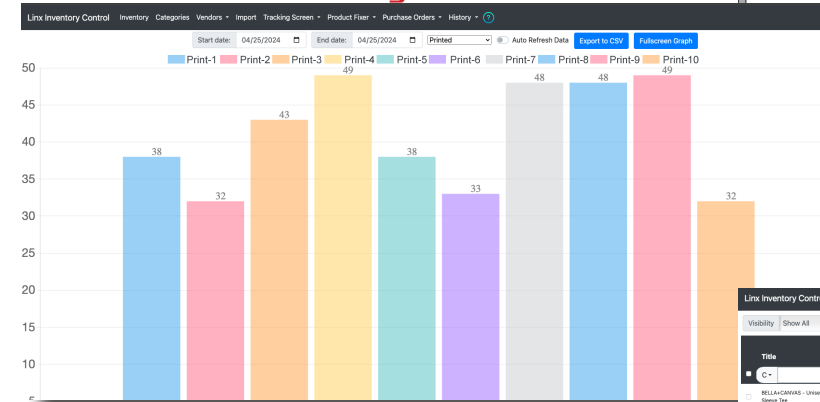 Linx Inventory Control Inventory Categories Vendors Import Tracking Screen Product Fixer Purchase Orders History ?
Start date: 04/25/2024 End date: 04/25/2024 Printed Auto Refresh Data Export to CSV Fullscreen Graph
Print-1 Print-2 Print-3 Print-4 Print-5 Print-6 Print-7 Print-8 Print-9 Print-10
50
49
49
48
48
45
43
40
38
38
35
33
32
32
30
25
20
15
10
Linx Inventory
Visibility Show All
Title
C
BELLA+CANVAS -
Sleeve Tee